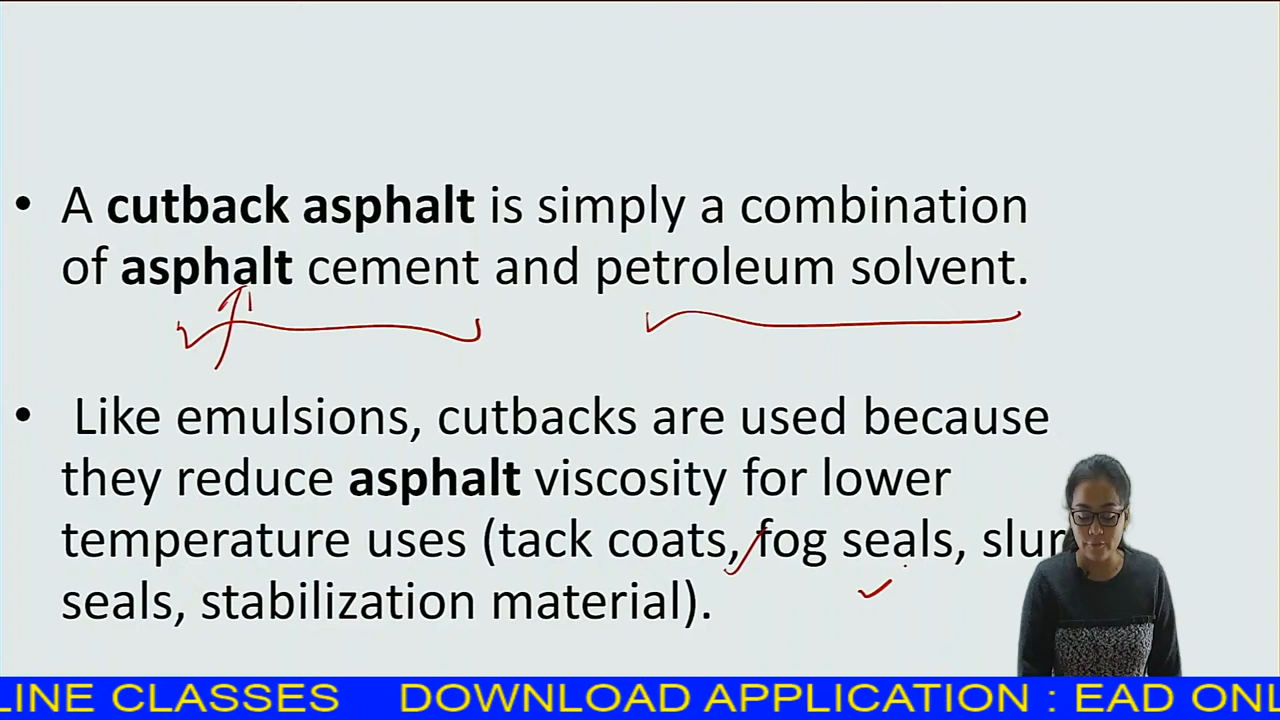 • A cutback asphalt is simply a combination
of asphalt cement and petroleum solvent.
• Like emulsions, cutbacks are used because
they reduce asphalt viscosity for lower
temperature uses (tack coats, fog seals, slur
seals, stabilization material).
LINE CLASSES DOWNLOAD APPLICATION : EAD ONL